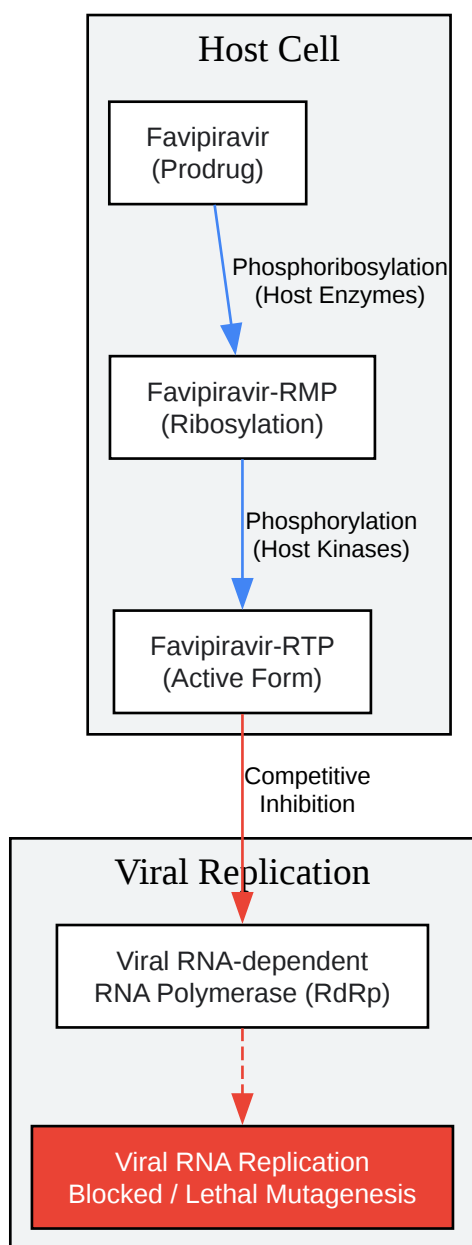 Host Cell
Favipiravir
(Prodrug)
Phosphoribosylation
(Host Enzymes)
Favipiravir-RMP
(Ribosylation)
Phosphorylation
(Host Kinases)
Favipiravir-RTP
(Active Form)
Competitive
Inhibition
Viral Replication
Viral RNA-dependent
RNA Polymerase (RdRp)
Viral RNA Replication
Blocked / Lethal Mutagenesis